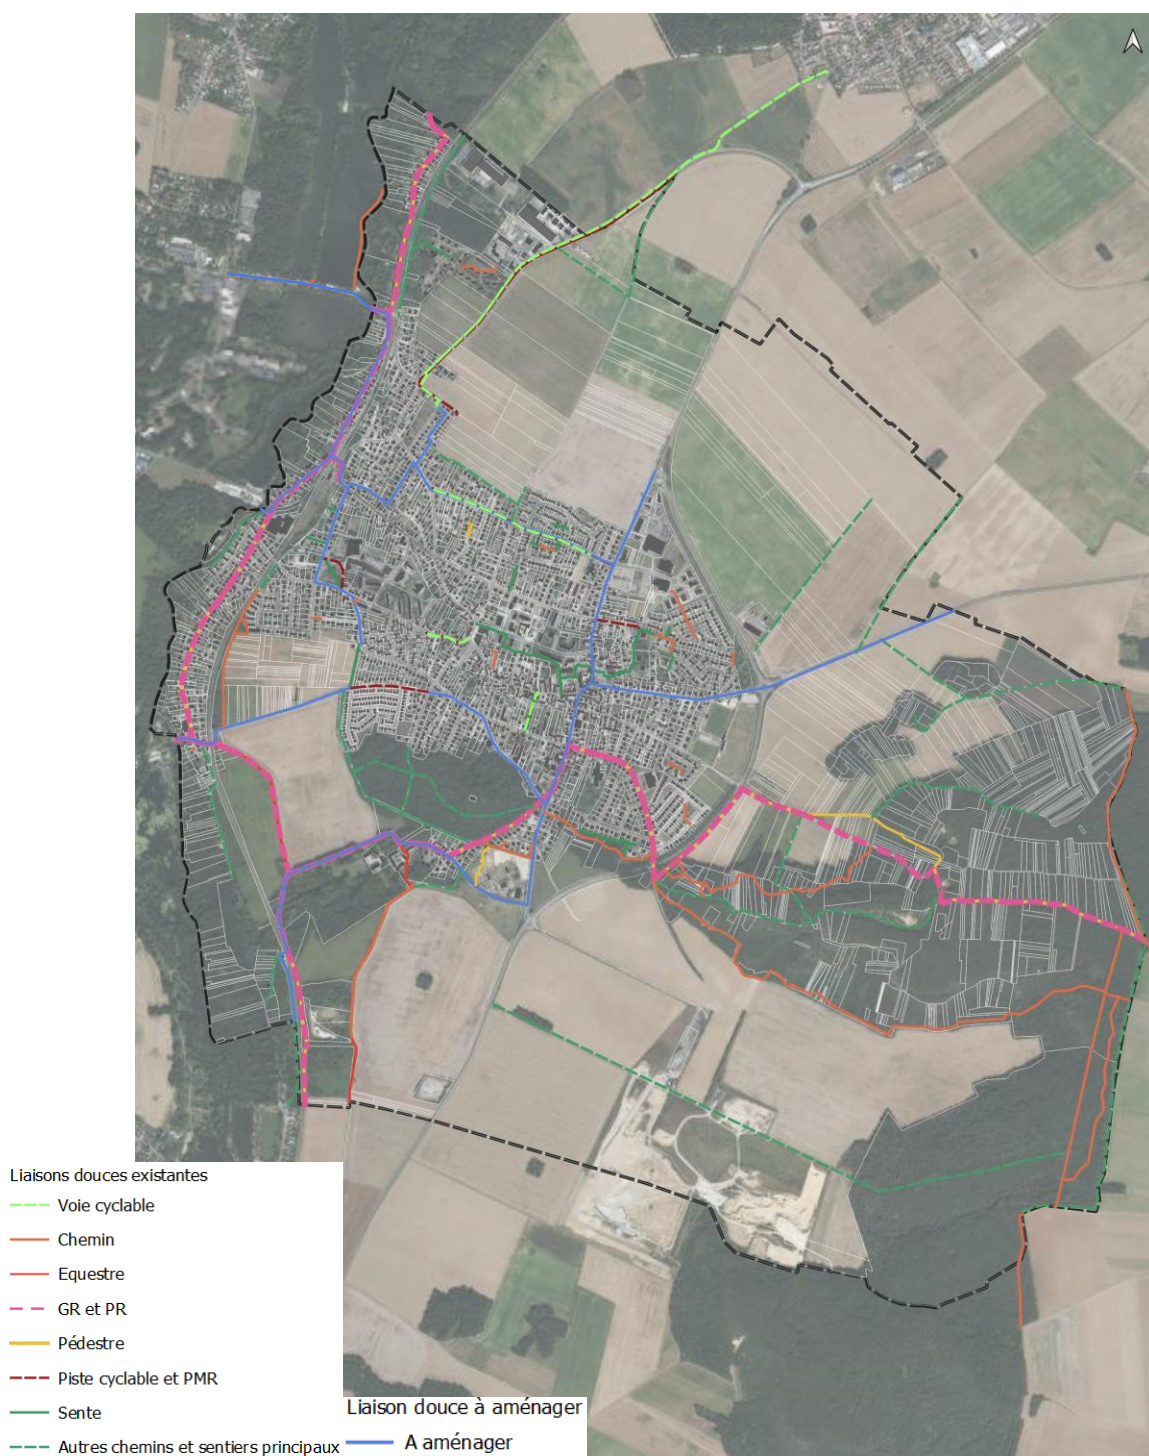 Liaisons douces existantes
Voie cyclable
Chemin
Equestre
GR et PR
Pédestre
Piste cyclable et PMR
Sente
Autres chemins et sentiers principaux
Liaison douce à aménager
A aménager